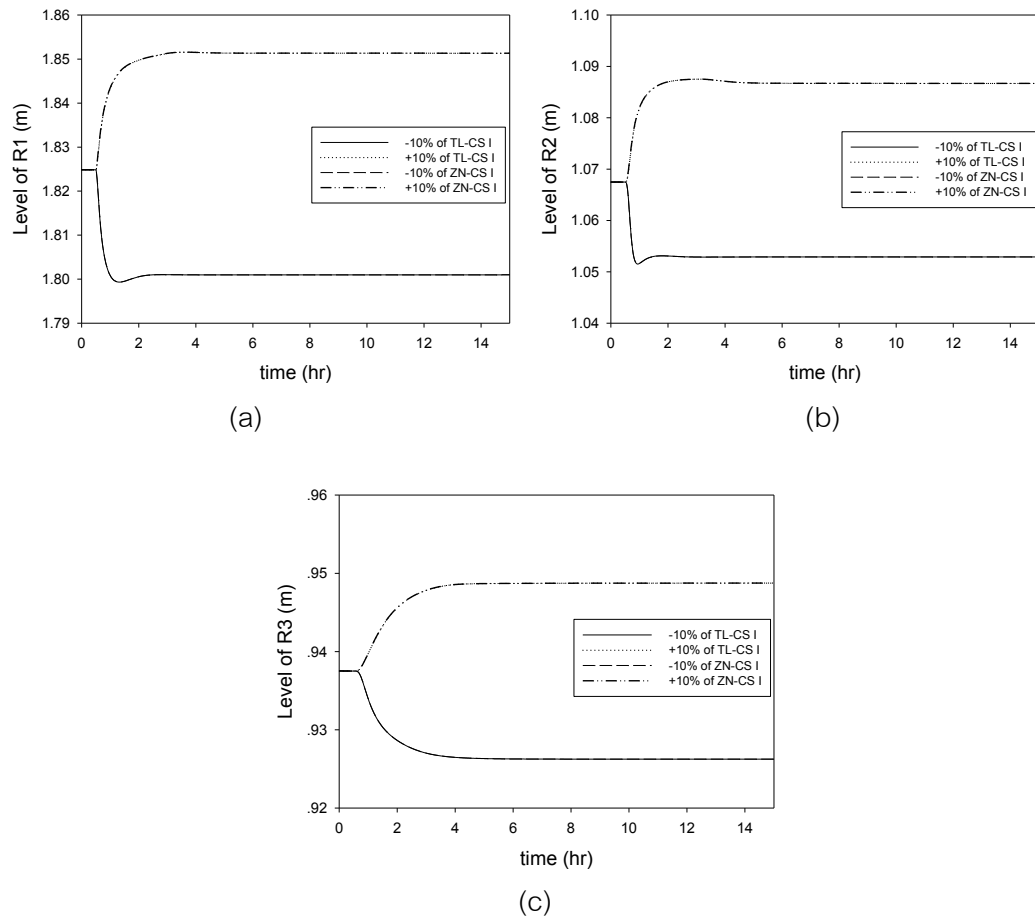 Level of R1 (m)
1.86
1.85
1.84
1.83
1.82
1.81
1.80
1.79
0 2 4 6 8 10 12 14
time (hr)
-10% of TL-CS I
+10% of TL-CS I
-10% of ZN-CS I
+10% of ZN-CS I
(a)
Level of R2 (m)
1.10
1.09
1.08
1.07
1.06
1.05
1.04
0 2 4 6 8 10 12 14
time (hr)
-10% of TL-CS I
+10% of TL-CS I
-10% of ZN-CS I
+10% of ZN-CS I
(b)
Level of R3 (m)
.96
.95
.94
.93
.92
0 2 4 6 8 10 12 14
time (hr)
-10% of TL-CS I
+10% of TL-CS I
-10% of ZN-CS I
+10% of ZN-CS I
(c)